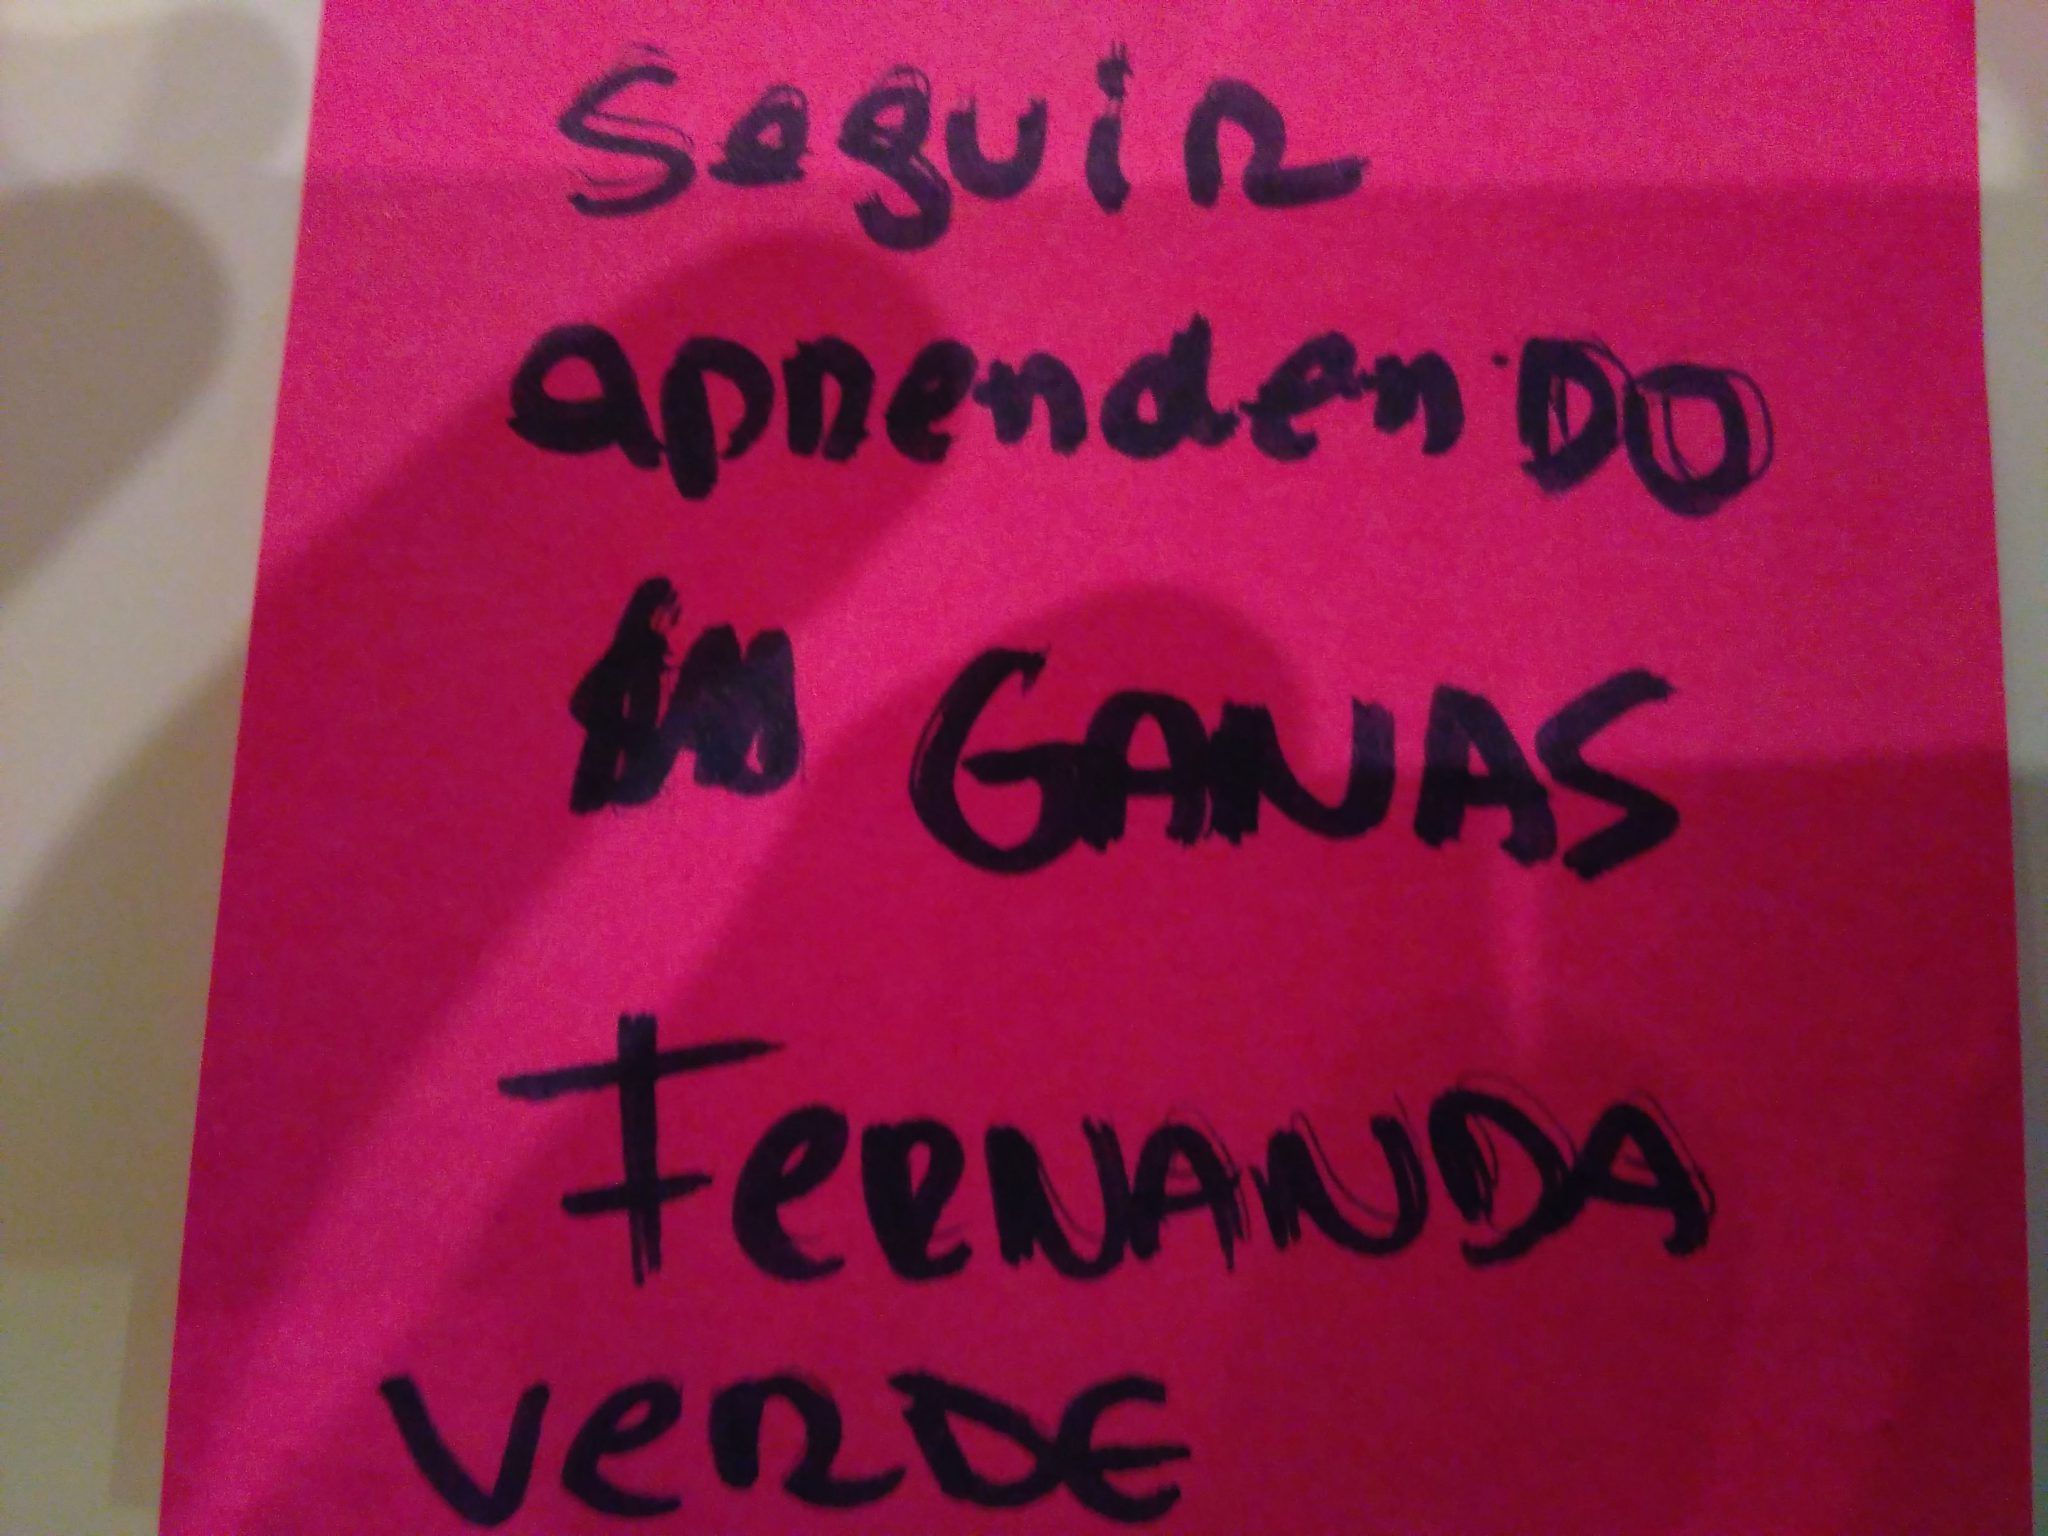 Seguir
aprendenDO
GANAS
FeRNANDA
VeRDE